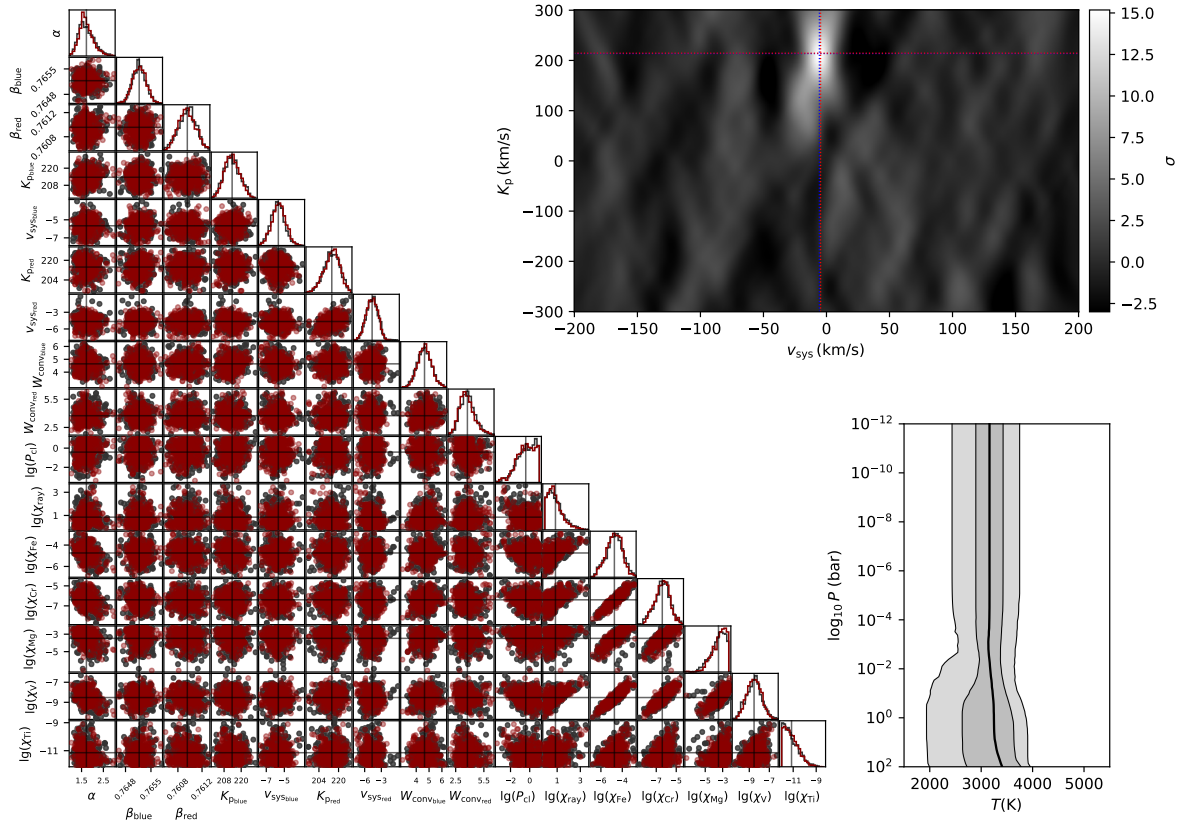 α
β_blue
0.7655
0.7648
β_red
0.7612
0.7608
K_p_blue
220
208
v_sys_blue
−5
−7
K_p_red
220
204
v_sys_red
−3
−6
W_conv_blue
6
5
4
W_conv_red
5.5
2.5
lg(P_cl)
0
−2
lg(χ_ray)
3
1
lg(χ_Fe)
−4
−6
lg(χ_Cr)
−5
−7
lg(χ_Mg)
−3
−5
lg(χ_V)
−7
−9
lg(χ_Ti)
−9
−11
1.5 2.5 0.7648 0.7655 0.7608 0.7612 208 220 −7 −5 204 220 −6 −3 4 5 6 2.5 5.5 −2 0 1 3 −6 −4 −7 −5 −5 −3 −9 −7 −11 −9
α β_blue β_red K_p_blue v_sys_blue K_p_red v_sys_red W_conv_blue W_conv_red lg(P_cl) lg(χ_ray) lg(χ_Fe) lg(χ_Cr) lg(χ_Mg) lg(χ_V) lg(χ_Ti)
K_p (km/s)
300
200
100
0
−100
−200
−300
−200 −150 −100 −50 0 50 100 150 200
v_sys (km/s)
15.0
12.5
10.0
7.5
5.0
2.5
0.0
−2.5
σ
log₁₀ P (bar)
10⁻¹²
10⁻¹⁰
10⁻⁸
10⁻⁶
10⁻⁴
10⁻²
10⁰
10²
2000 3000 4000 5000
T(K)